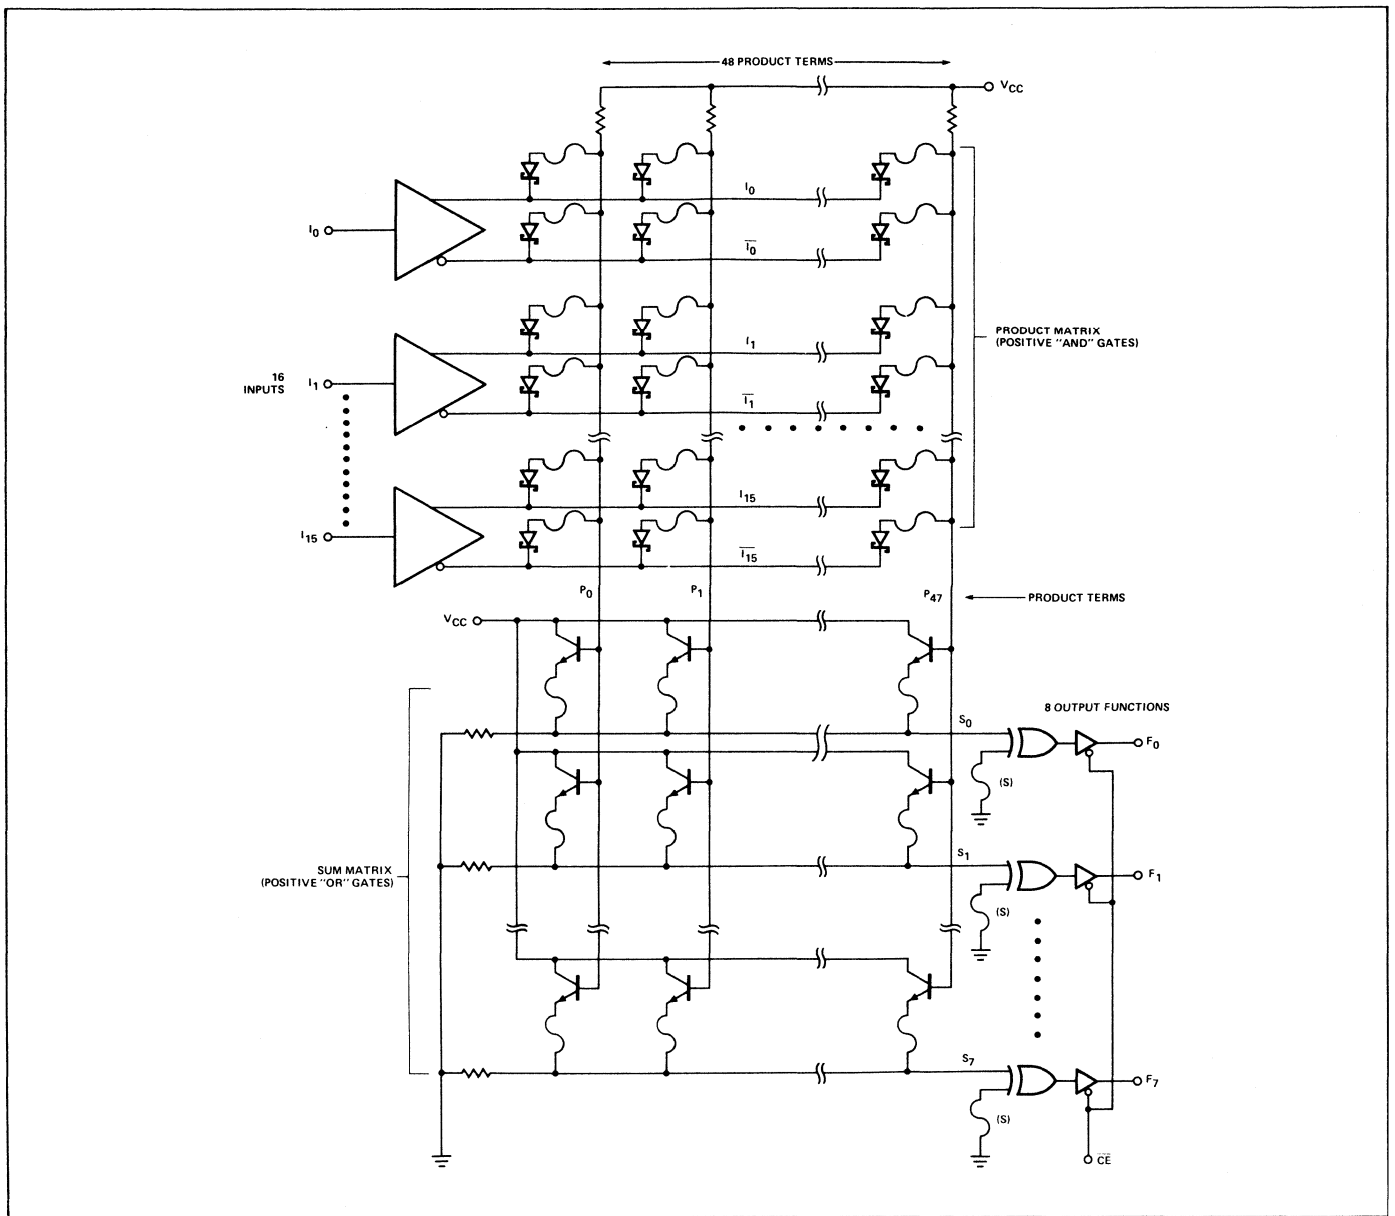 48 PRODUCT TERMS
VCC
I0
I0
I0
PRODUCT MATRIX
(POSITIVE "AND" GATES)
I1
16
INPUTS
I1
I1
I15
I15
I15
P0
P1
P47
PRODUCT TERMS
VCC
8 OUTPUT FUNCTIONS
S0
F0
(S)
SUM MATRIX
(POSITIVE "OR" GATES)
S1
F1
(S)
S7
F7
(S)
CE